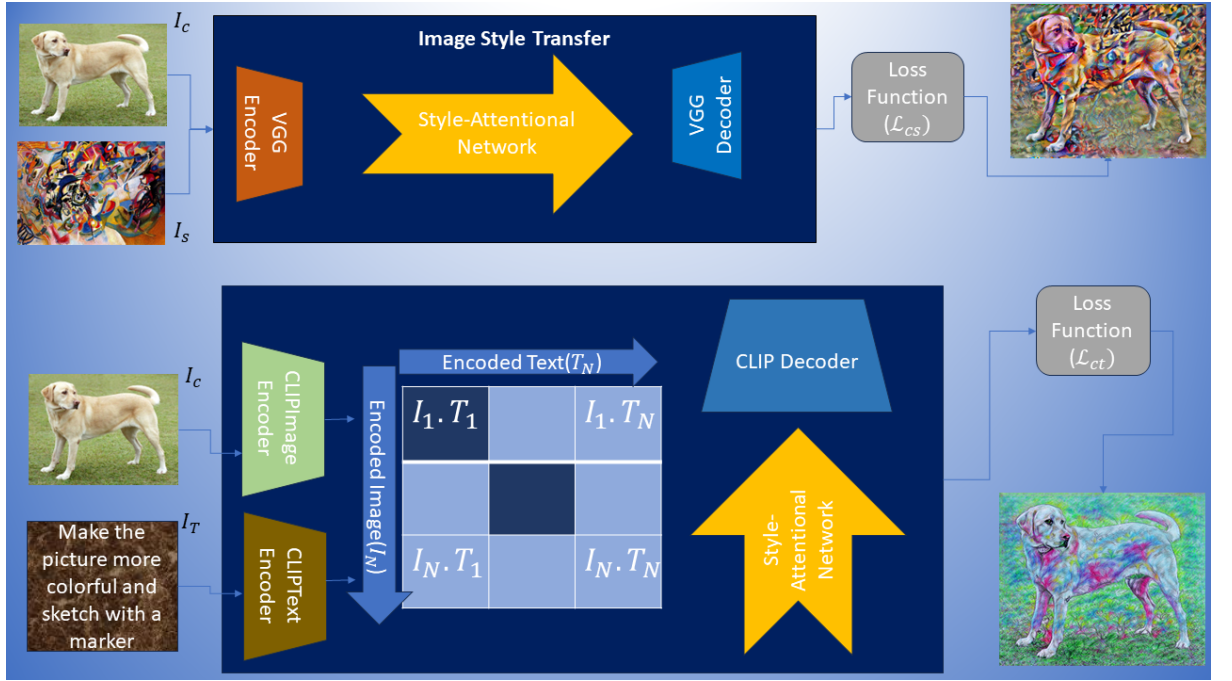 I_c
Image Style Transfer
VGG
Encoder
Style-Attentional
Network
VGG
Decoder
Loss
Function
(ℒ_cs)
I_s
I_c
CLIPImage
Encoder
Encoded Text(T_N)
Encoded Image(I_N)
I_1. T_1
I_1. T_N
I_N. T_1
I_N. T_N
CLIP Decoder
Style-
Attentional
Network
Loss
Function
(ℒ_ct)
I_T
Make the
picture more
colorful and
sketch with a
marker
CLIPText
Encoder